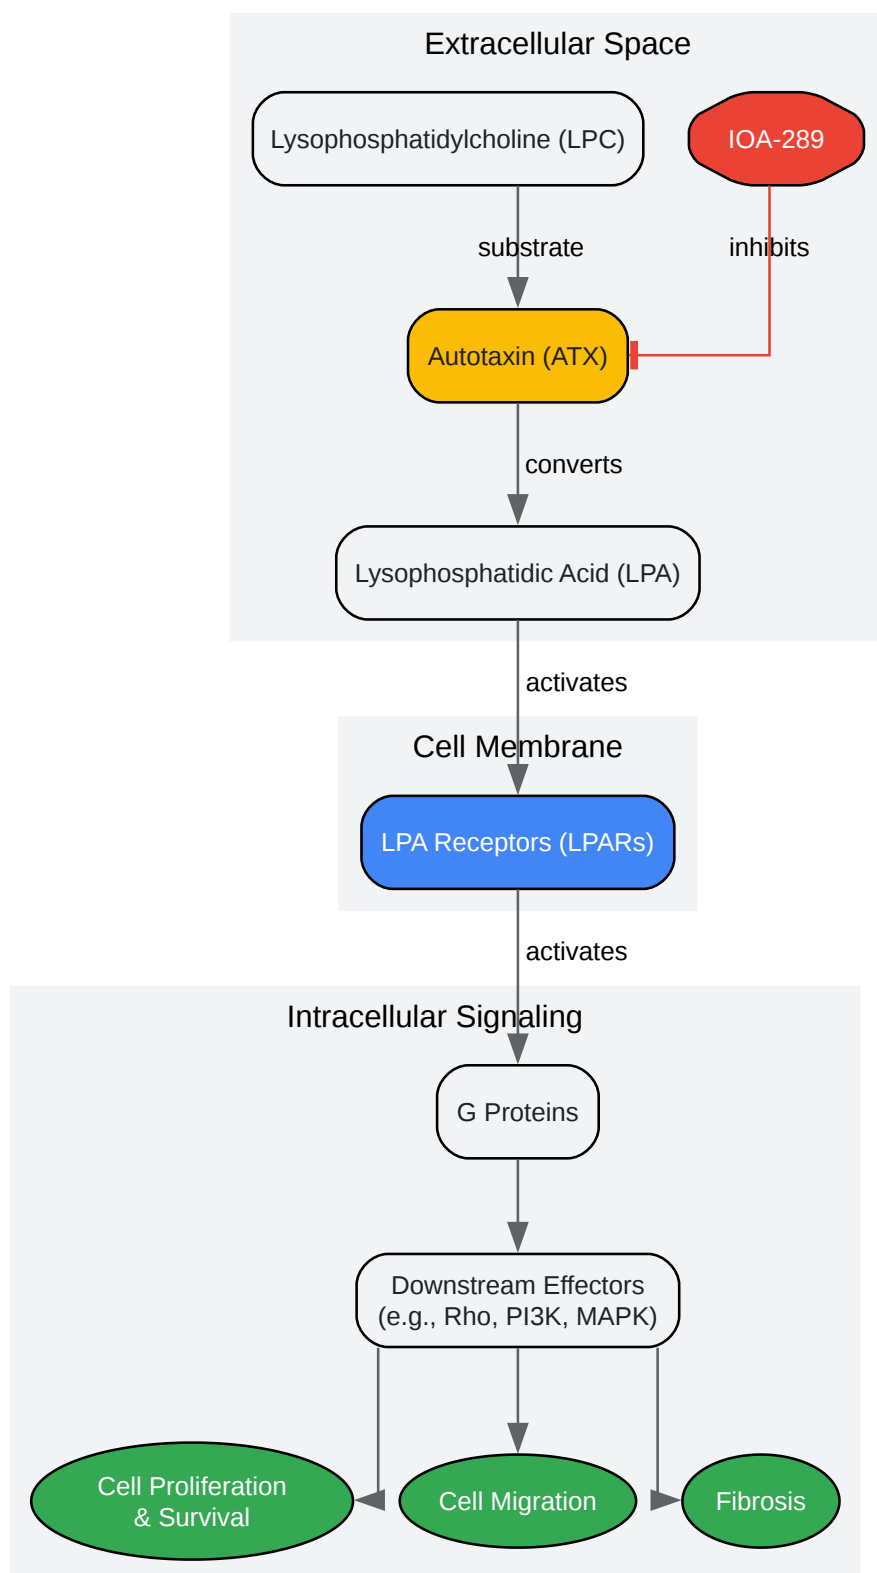 Extracellular Space
Lysophosphatidylcholine (LPC)
IOA-289
substrate
inhibits
Autotaxin (ATX)
converts
Lysophosphatidic Acid (LPA)
activates
Cell Membrane
LPA Receptors (LPARs)
activates
Intracellular Signaling
G Proteins
Downstream Effectors
(e.g., Rho, PI3K, MAPK)
Cell Proliferation
& Survival
Cell Migration
Fibrosis